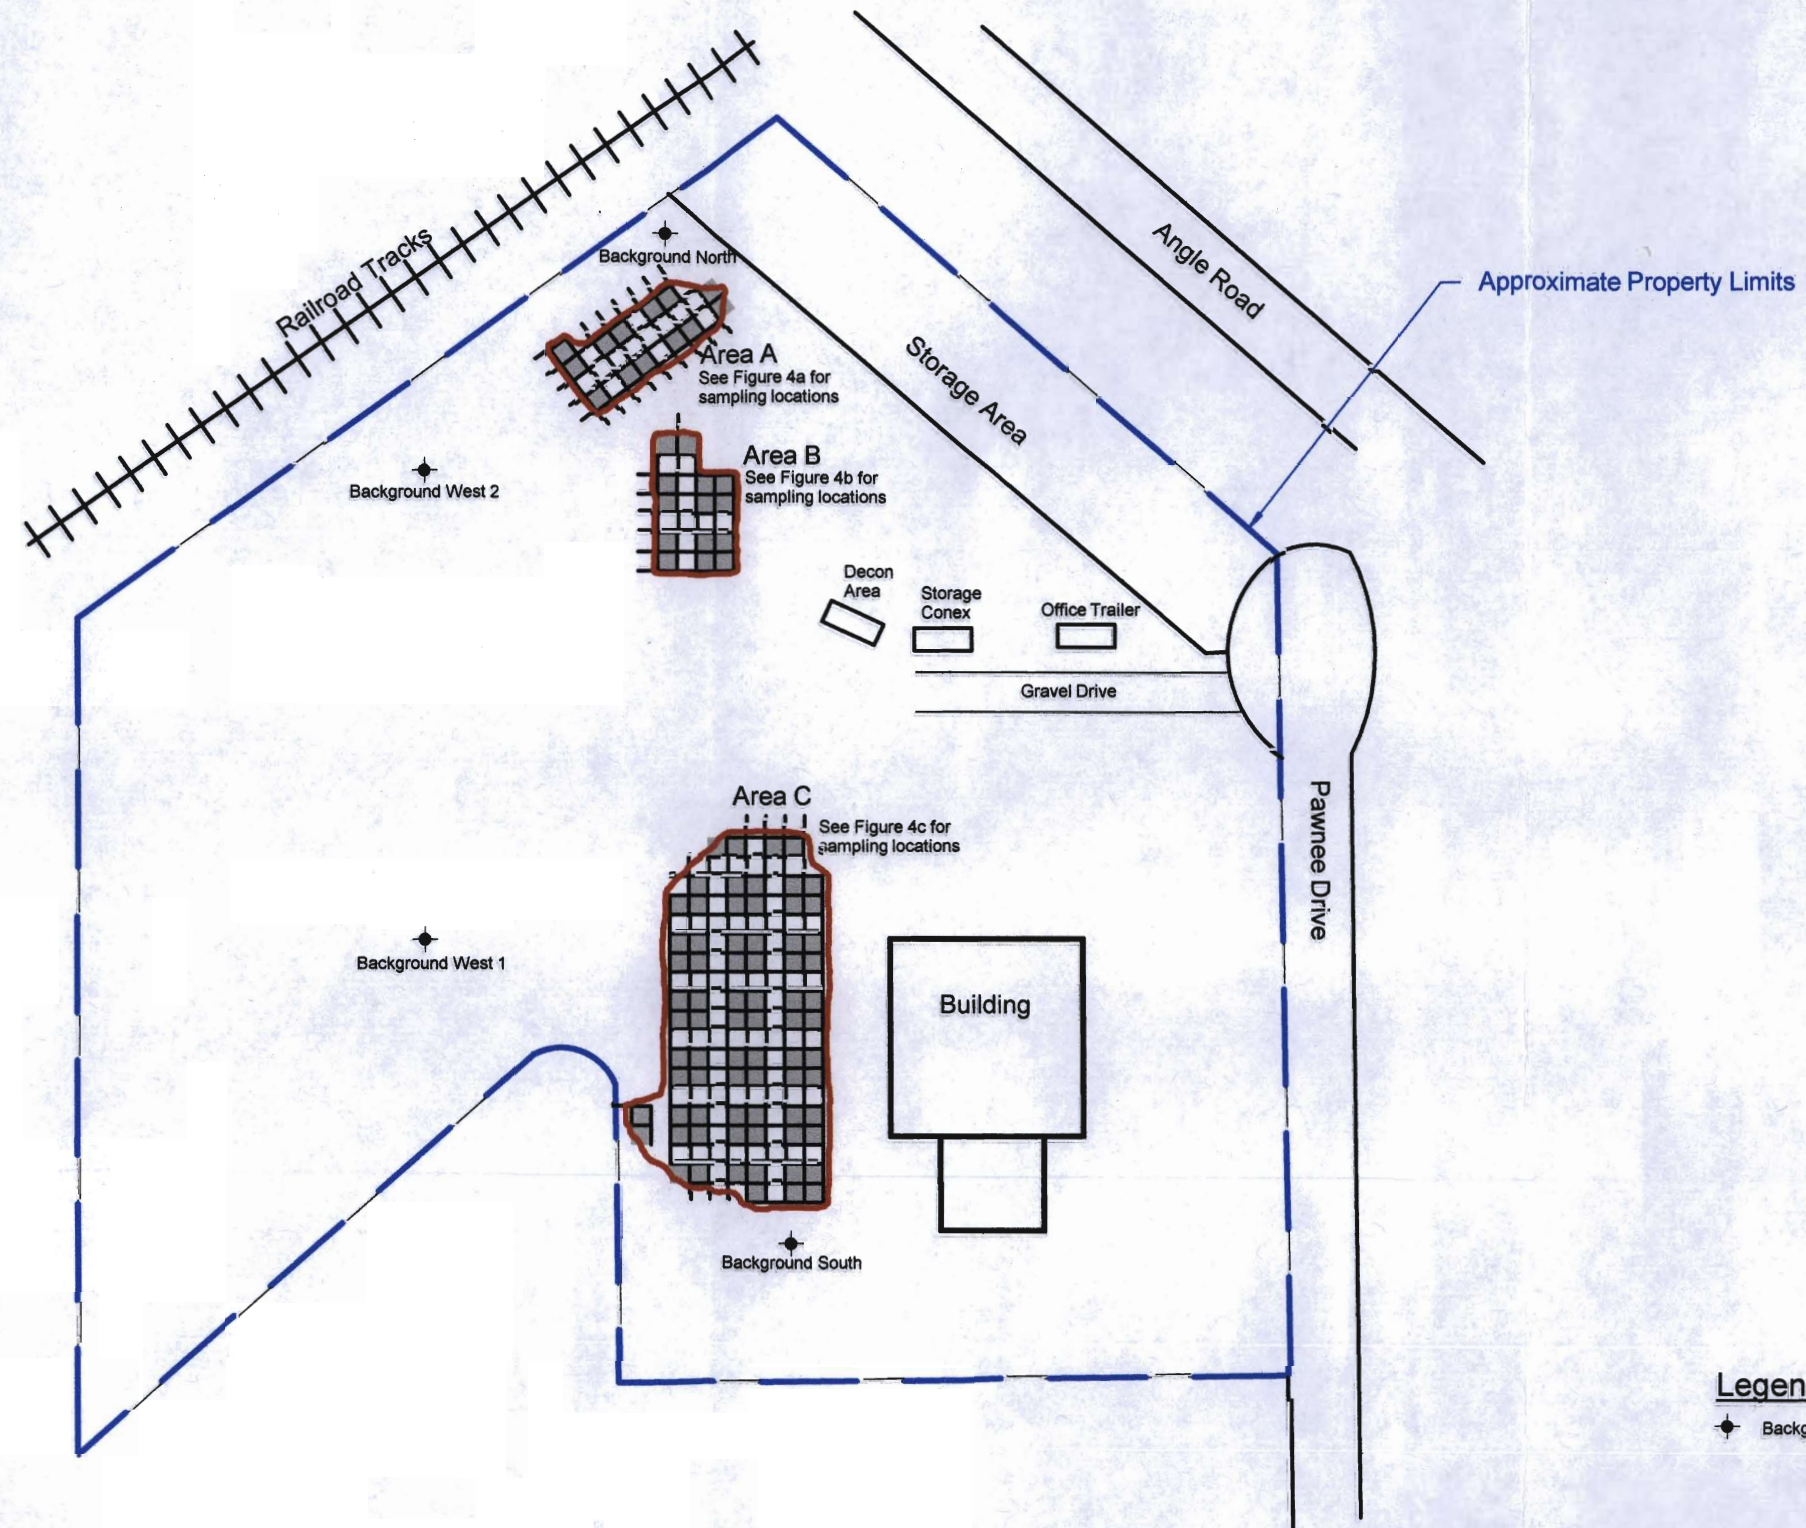 Railroad Tracks
Background North
Angle Road
Approximate Property Limits
Storage Area
Area A
See Figure 4a for
sampling locations
Area B
See Figure 4b for
sampling locations
Background West 2
Decon
Area
Storage
Conex
Office Trailer
Gravel Drive
Pawnee Drive
Area C
See Figure 4c for
sampling locations
Background West 1
Building
Background South
Legen
Backg